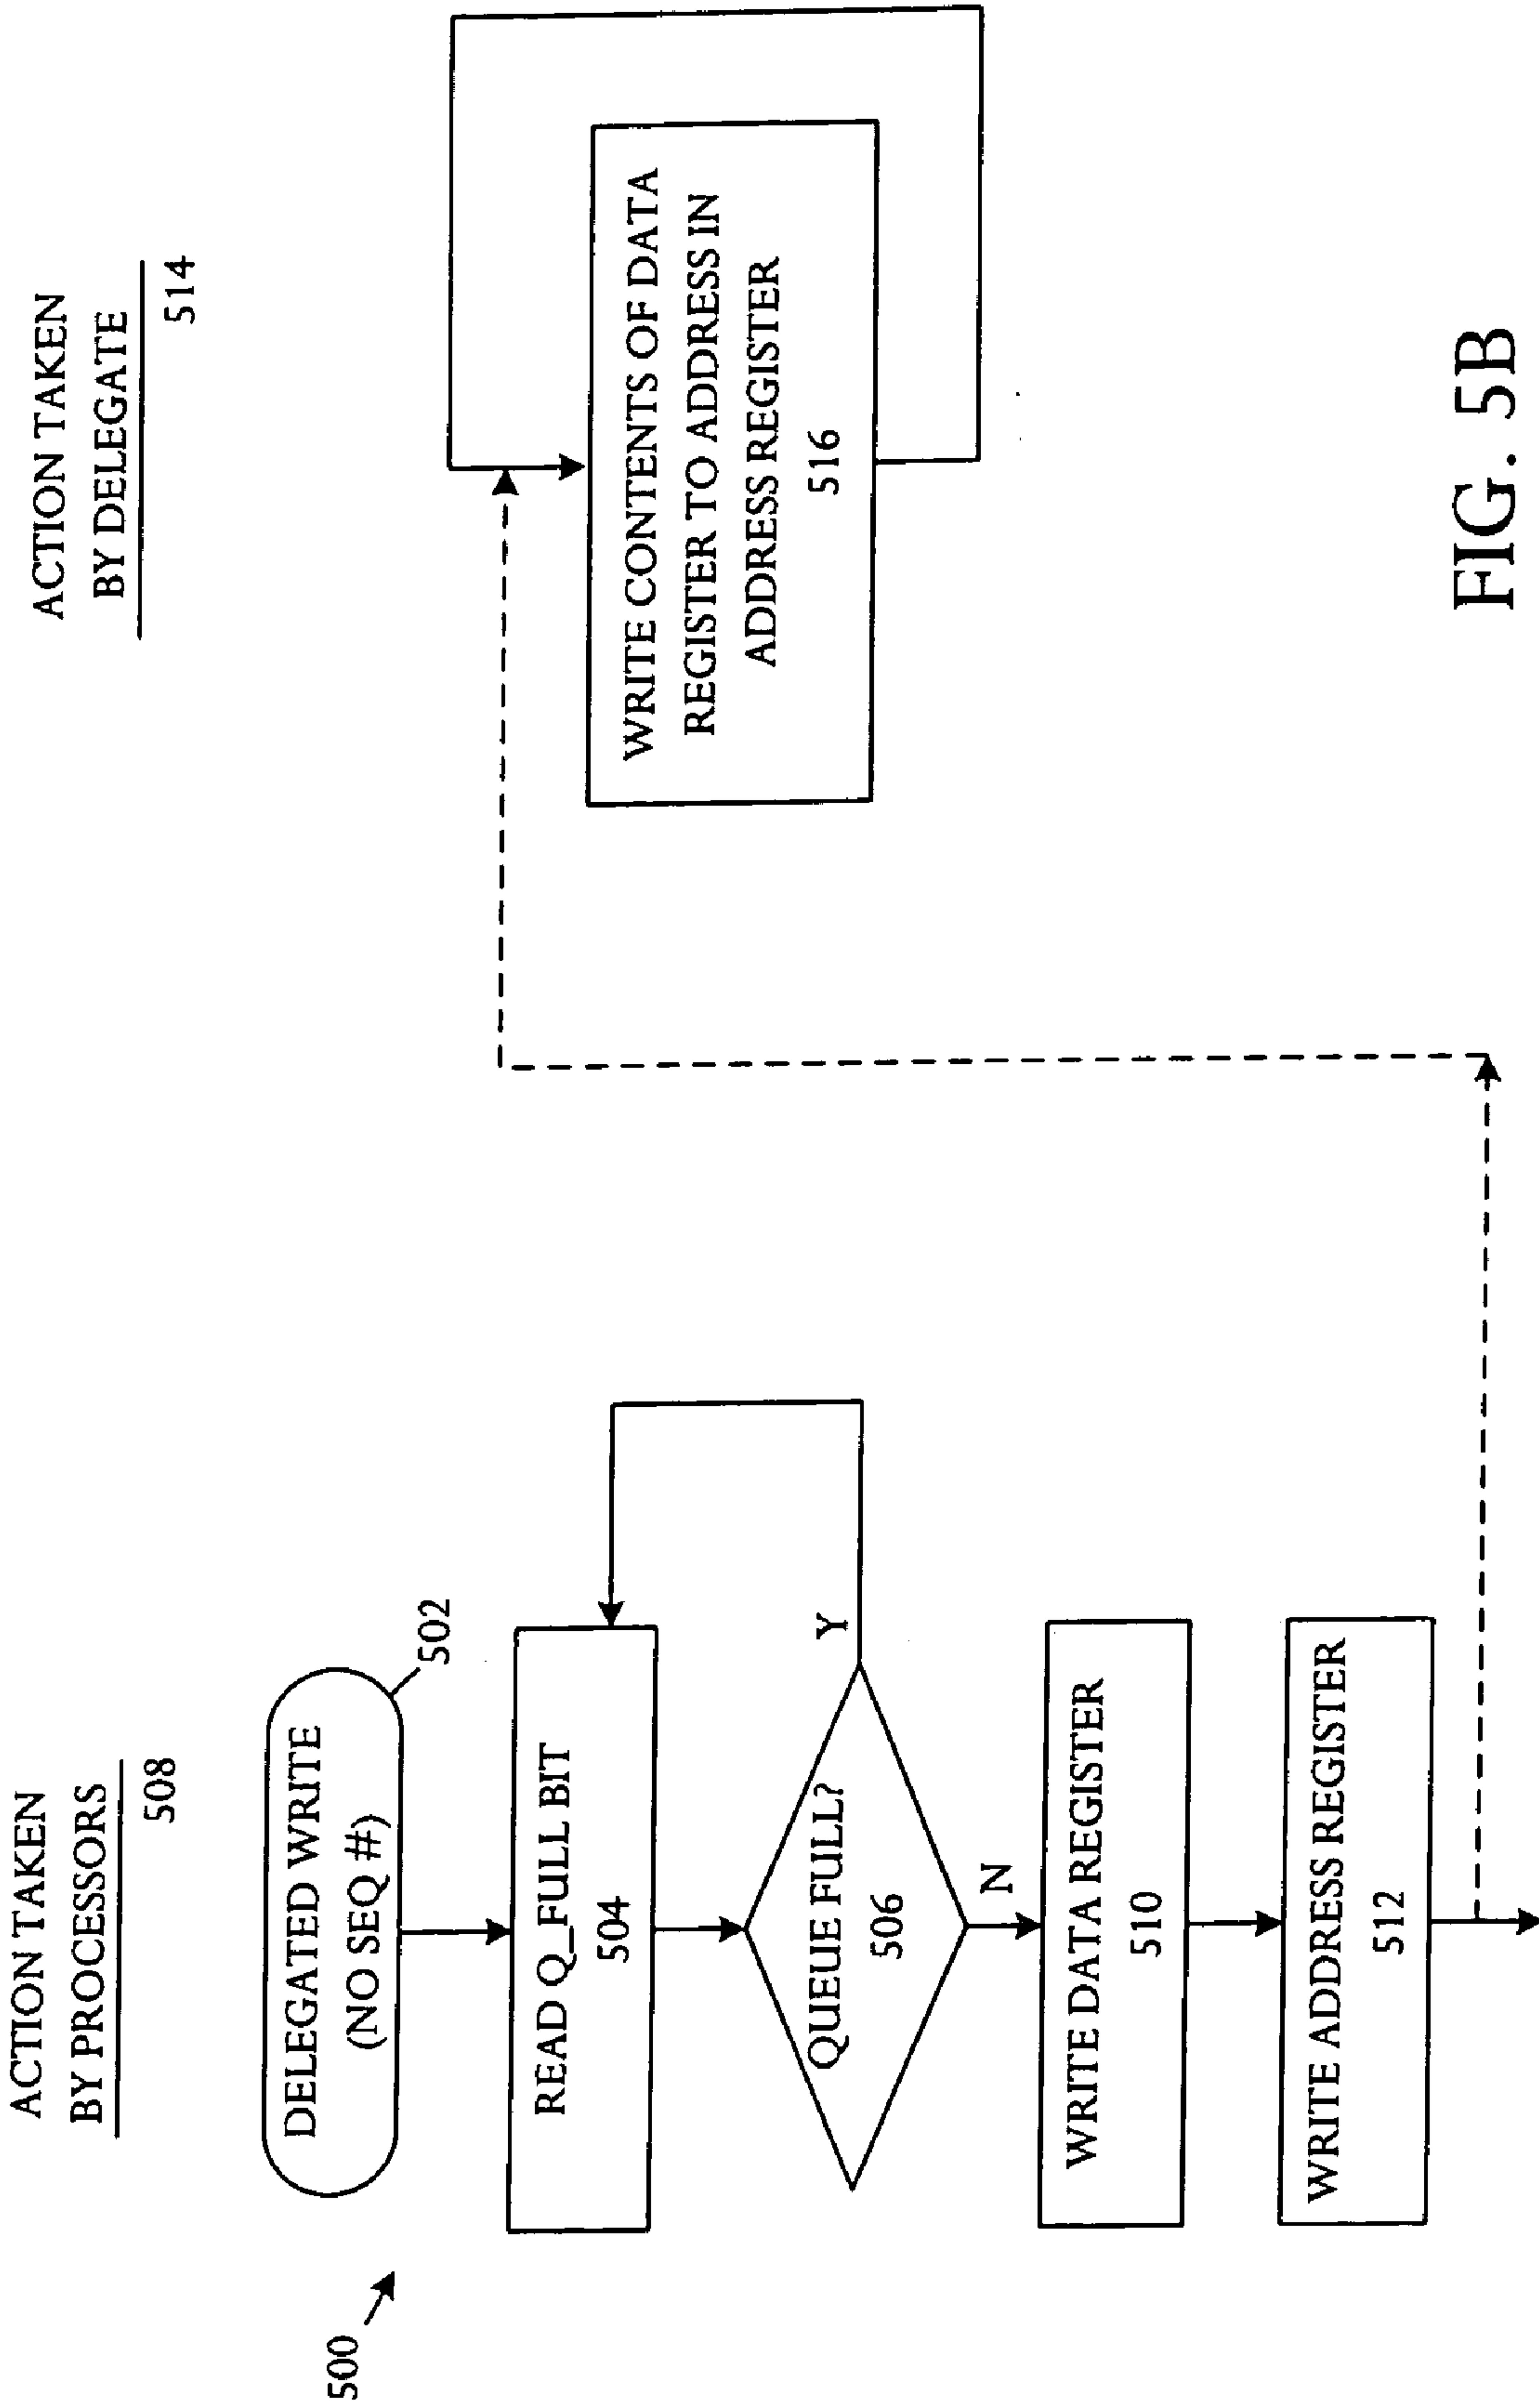 ACTION TAKEN
BY PROCESSORS
508
ACTION TAKEN
BY DELEGATE
514
500
DELEGATED WRITE
(NO SEQ #)
502
READ Q_FULL BIT
504
QUEUE FULL?
506
Y
N
WRITE DATA REGISTER
510
WRITE ADDRESS REGISTER
512
WRITE CONTENTS OF DATA
REGISTER TO ADDRESS IN
ADDRESS REGISTER
516
FIG. 5B